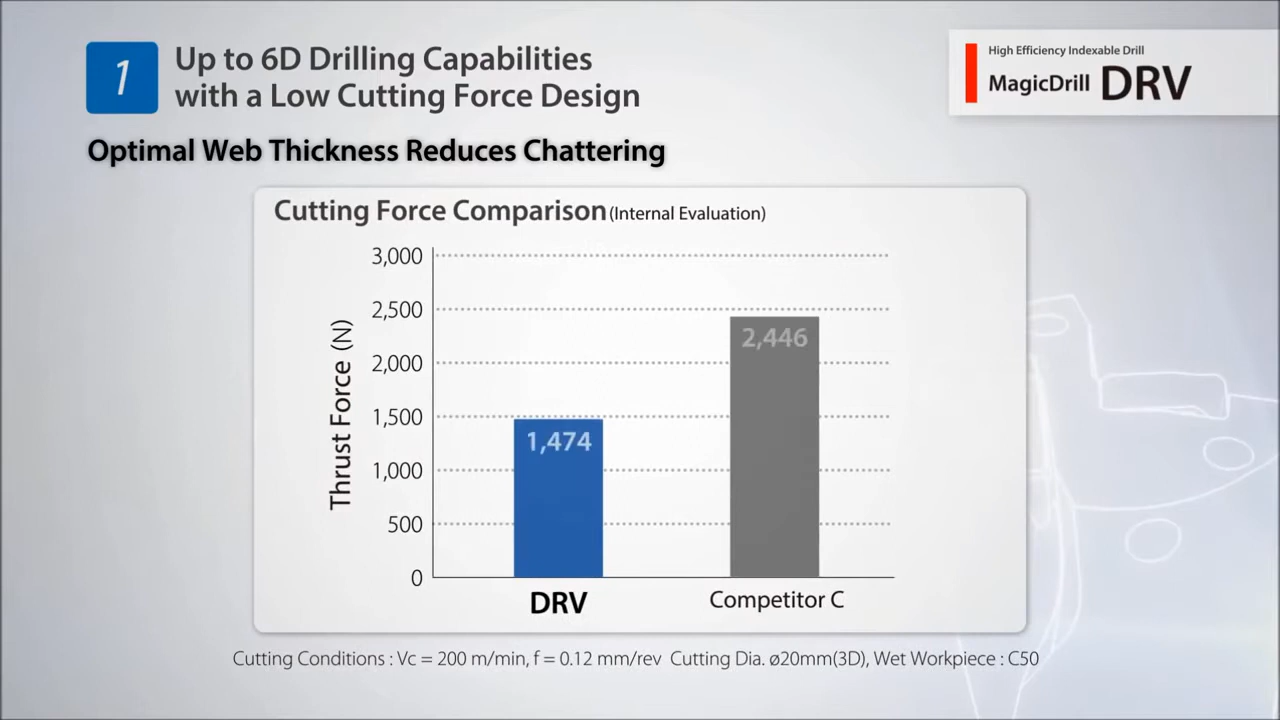 1
Up to 6D Drilling Capabilities
with a Low Cutting Force Design
High Efficiency Indexable Drill
MagicDrill DRV
Optimal Web Thickness Reduces Chattering
Cutting Force Comparison (Internal Evaluation)
Thrust Force (N)
3,000
2,500
2,000
1,500
1,000
500
0
1,474
2,446
DRV
Competitor C
Cutting Conditions : Vc = 200 m/min, f = 0.12 mm/rev  Cutting Dia. ø20mm(3D), Wet Workpiece : C50